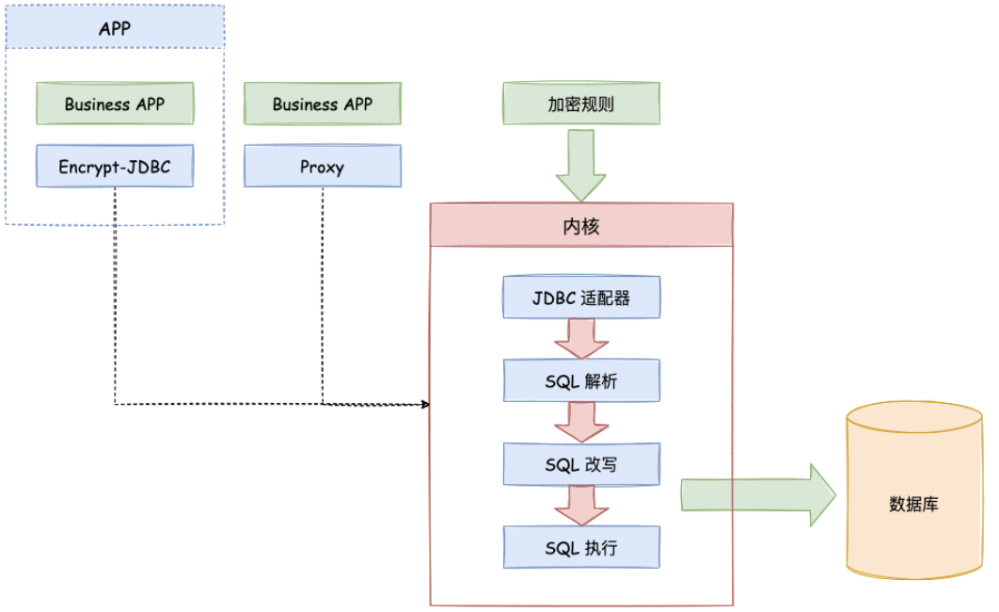 APP
Business APP
Business APP
加密规则
Encrypt-JDBC
Proxy
内核
JDBC 适配器
SQL 解析
SQL 改写
数据库
SQL 执行